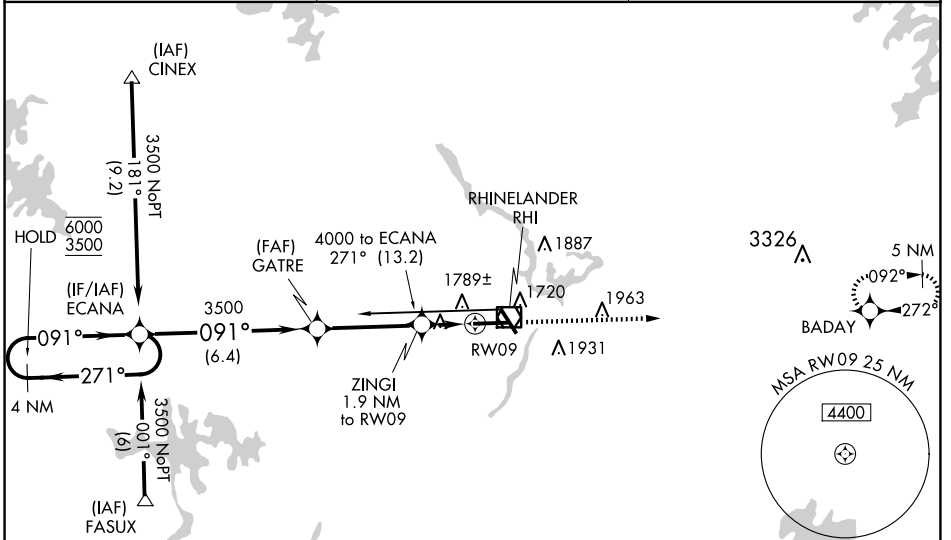 (IAF)
CINEX
3500 NoPT
181°
(9.2)
HOLD
6000
3500
(IF/IAF)
ECANA
091°
271°
4 NM
3500
091°
(6.4)
(FAF)
GATRE
4000 to ECANA
271° (13.2)
RHINELANDER
RHI
1887
1789±
1720
1963
1931
RW09
ZINGI
1.9 NM
to RW09
3500 NoPT
001°
(6)
(IAF)
FASUX
3326
5 NM
092°
272°
BADAY
MSA RW09 25 NM
4400